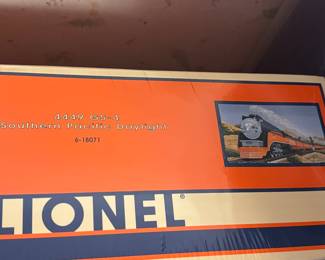 4449 GS-4
Southern Pacific Daylight
6-18071
LIONEL®